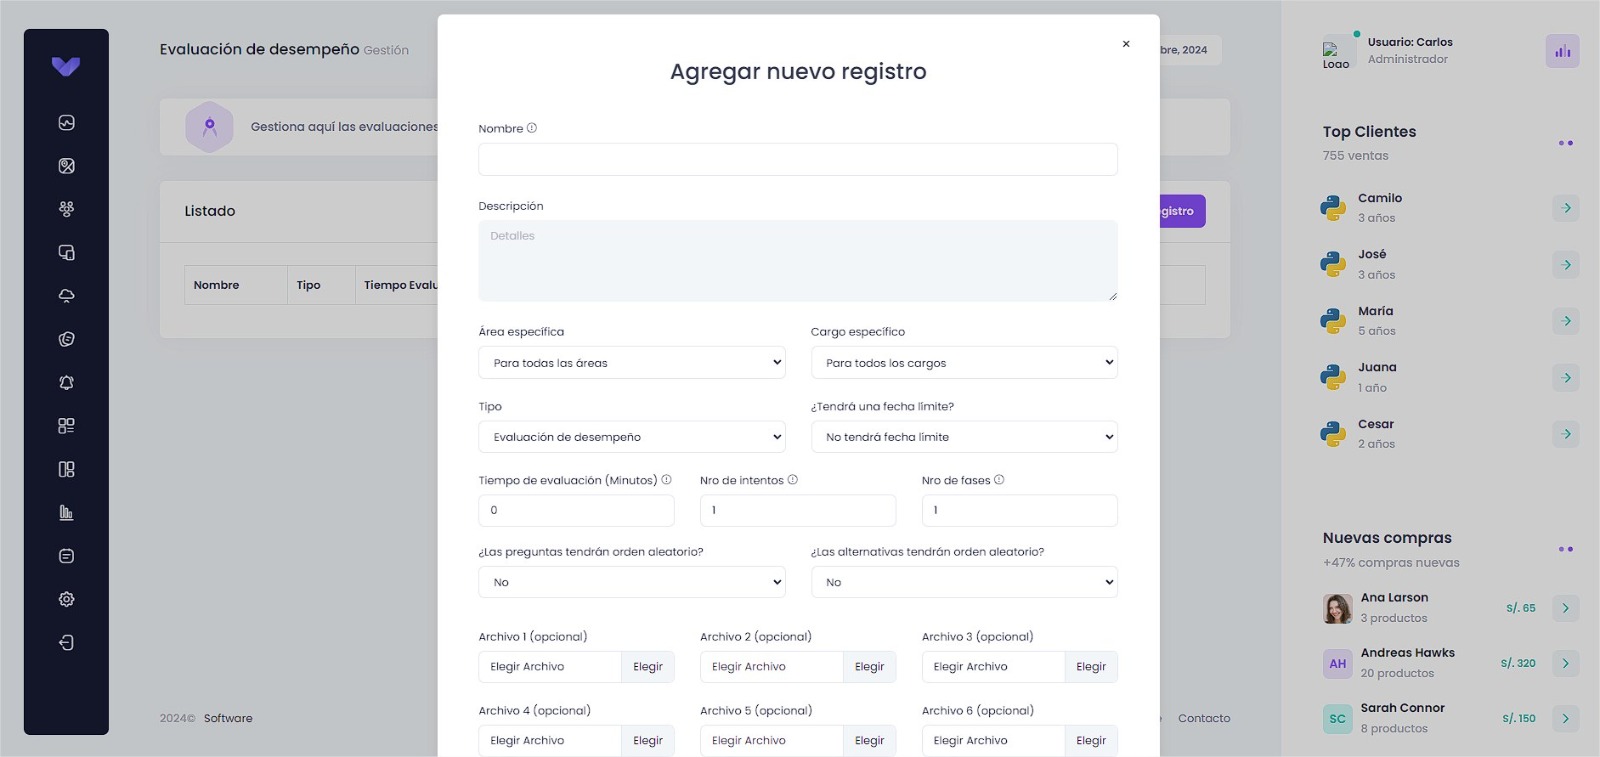 Evaluación de desempeño Gestión
bre, 2024
Gestiona aquí las evaluaciones
Listado
egistro
Nombre
Tipo
Tiempo Evalu
2024© Software
Contacto
×
Agregar nuevo registro
Nombre
Descripción
Detalles
Área específica
Cargo específico
Para todas las áreas
Para todos los cargos
Tipo
¿Tendrá una fecha límite?
Evaluación de desempeño
No tendrá fecha límite
Tiempo de evaluación (Minutos)
Nro de intentos
Nro de fases
0
1
1
¿Las preguntas tendrán orden aleatorio?
¿Las alternativas tendrán orden aleatorio?
No
No
Archivo 1 (opcional)
Archivo 2 (opcional)
Archivo 3 (opcional)
Elegir Archivo Elegir
Elegir Archivo Elegir
Elegir Archivo Elegir
Archivo 4 (opcional)
Archivo 5 (opcional)
Archivo 6 (opcional)
Elegir Archivo Elegir
Elegir Archivo Elegir
Elegir Archivo Elegir
Logo
Usuario: Carlos
Administrador
Top Clientes
755 ventas
Camilo
3 años
José
3 años
María
5 años
Juana
1 año
Cesar
2 años
Nuevas compras
+47% compras nuevas
Ana Larson
3 productos
S/. 65
AH
Andreas Hawks
20 productos
S/. 320
SC
Sarah Connor
8 productos
S/. 150